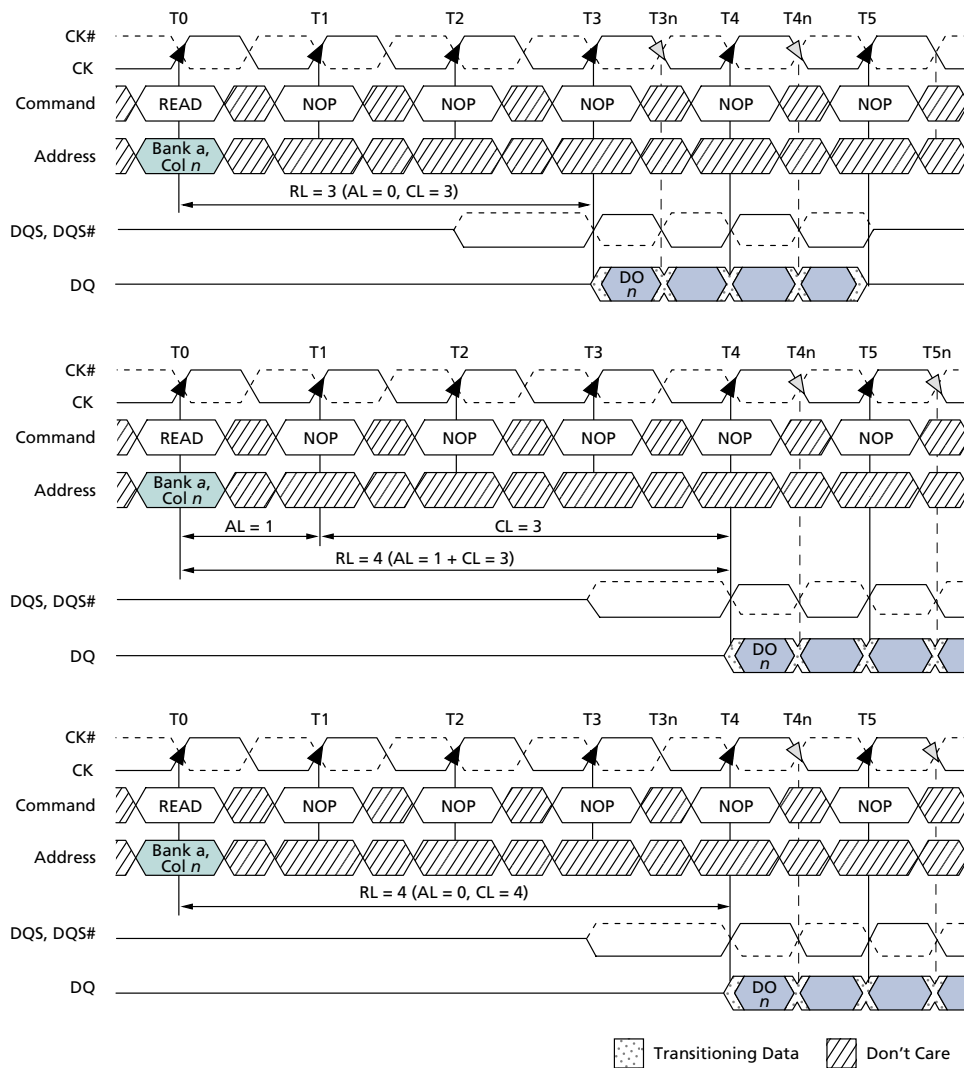 T0 T1 T2 T3 T3n T4 T4n T5
CK#
CK
Command READ NOP NOP NOP NOP NOP
Address Bank a,
Col n
RL = 3 (AL = 0, CL = 3)
DQS, DQS#
DQ DO
n
T0 T1 T2 T3 T4 T4n T5 T5n
CK#
CK
Command READ NOP NOP NOP NOP NOP
Address Bank a,
Col n
AL = 1 CL = 3
RL = 4 (AL = 1 + CL = 3)
DQS, DQS#
DQ DO
n
T0 T1 T2 T3 T3n T4 T4n T5
CK#
CK
Command READ NOP NOP NOP NOP NOP
Address Bank a,
Col n
RL = 4 (AL = 0, CL = 4)
DQS, DQS#
DQ DO
n
Transitioning Data Don't Care